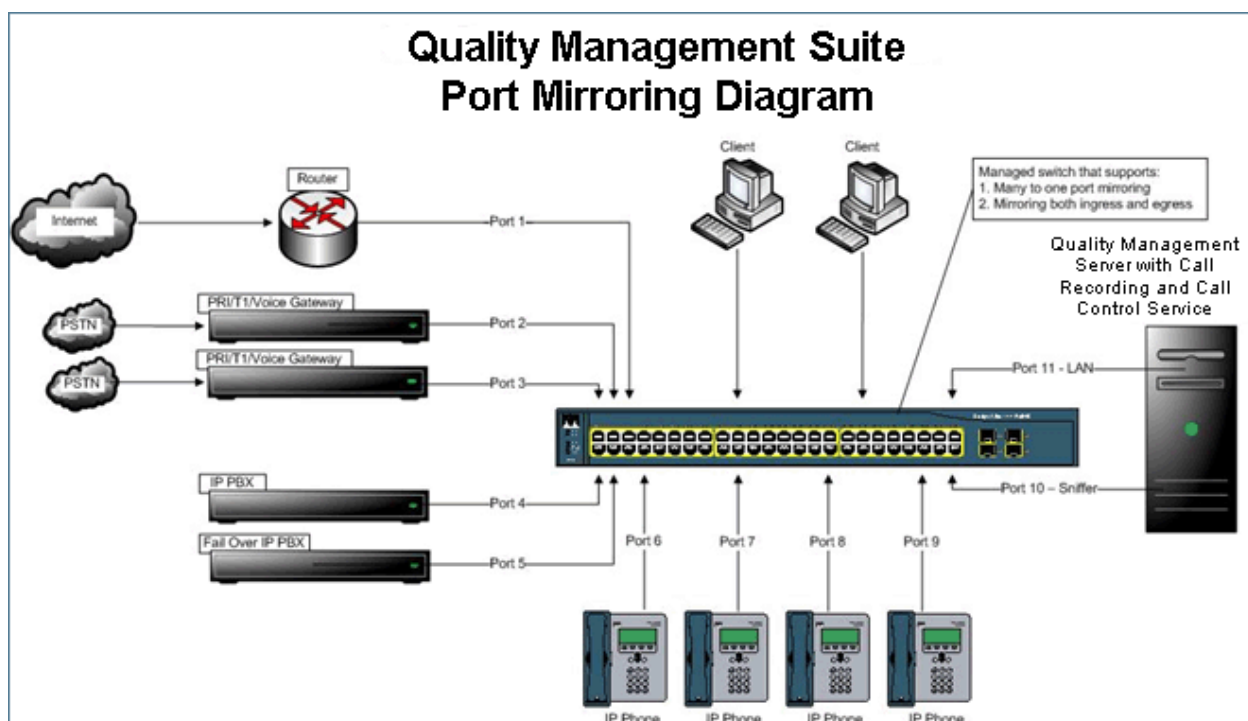 Quality Management Suite
Port Mirroring Diagram
Client
Client
Managed switch that supports:
1. Many to one port mirroring
2. Mirroring both ingress and egress
Router
Internet
Port 1
Quality Management
Server with Call
Recording and Call
Control Service
PRI/T1/Voice Gateway
PSTN
Port 2
PRI/T1/Voice Gateway
PSTN
Port 3
Port 11 - LAN
IP PBX
Port 4
Port 10 – Sniffer
Fail Over IP PBX
Port 5
Port 6
Port 7
Port 8
Port 9
IP Phone
IP Phone
IP Phone
IP Phone